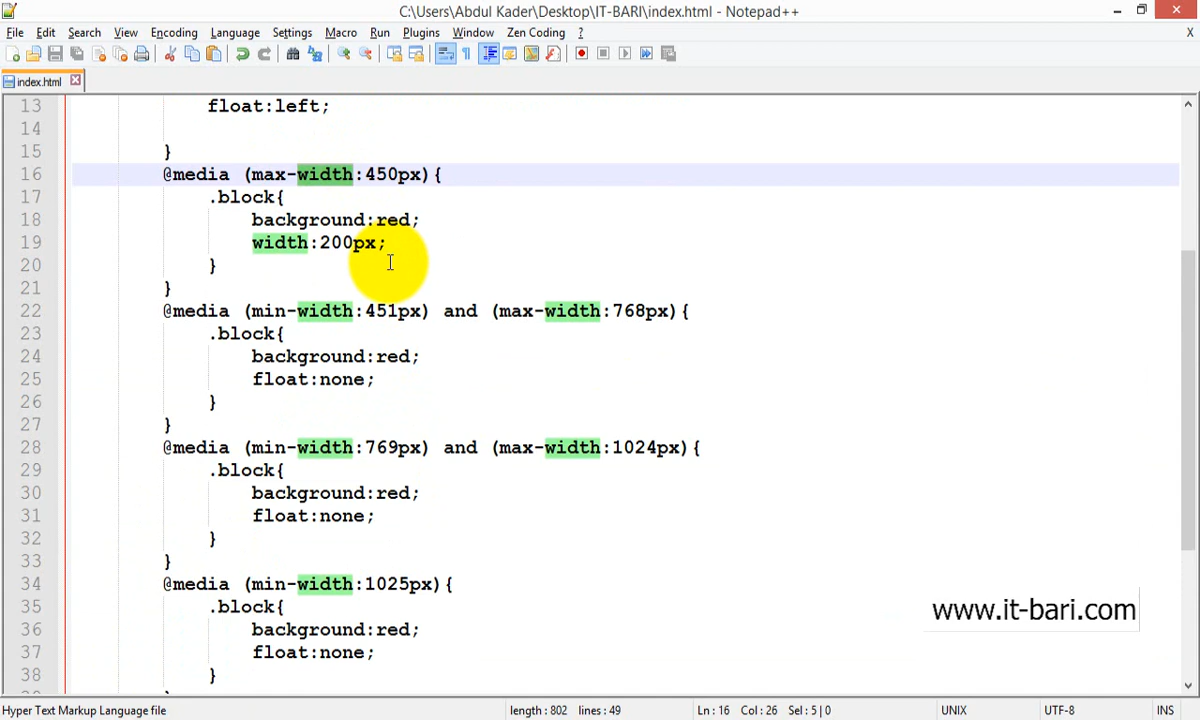 C:\Users\Abdul Kader\Desktop\IT-BARI\index.html - Notepad++
File Edit Search View Encoding Language Settings Macro Run Plugins Window Zen Coding ? X
index.html
13 float:left;
14
15 }
16 @media (max-width:450px){
17 .block{
18 background:red;
19 width:200px;
20 }
21 }
22 @media (min-width:451px) and (max-width:768px){
23 .block{
24 background:red;
25 float:none;
26 }
27 }
28 @media (min-width:769px) and (max-width:1024px){
29 .block{
30 background:red;
31 float:none;
32 }
33 }
34 @media (min-width:1025px){
35 .block{
36 background:red;
37 float:none;
38 }
www.it-bari.com
Hyper Text Markup Language file length : 802 lines : 49 Ln : 16 Col : 26 Sel : 5 | 0 UNIX UTF-8 INS